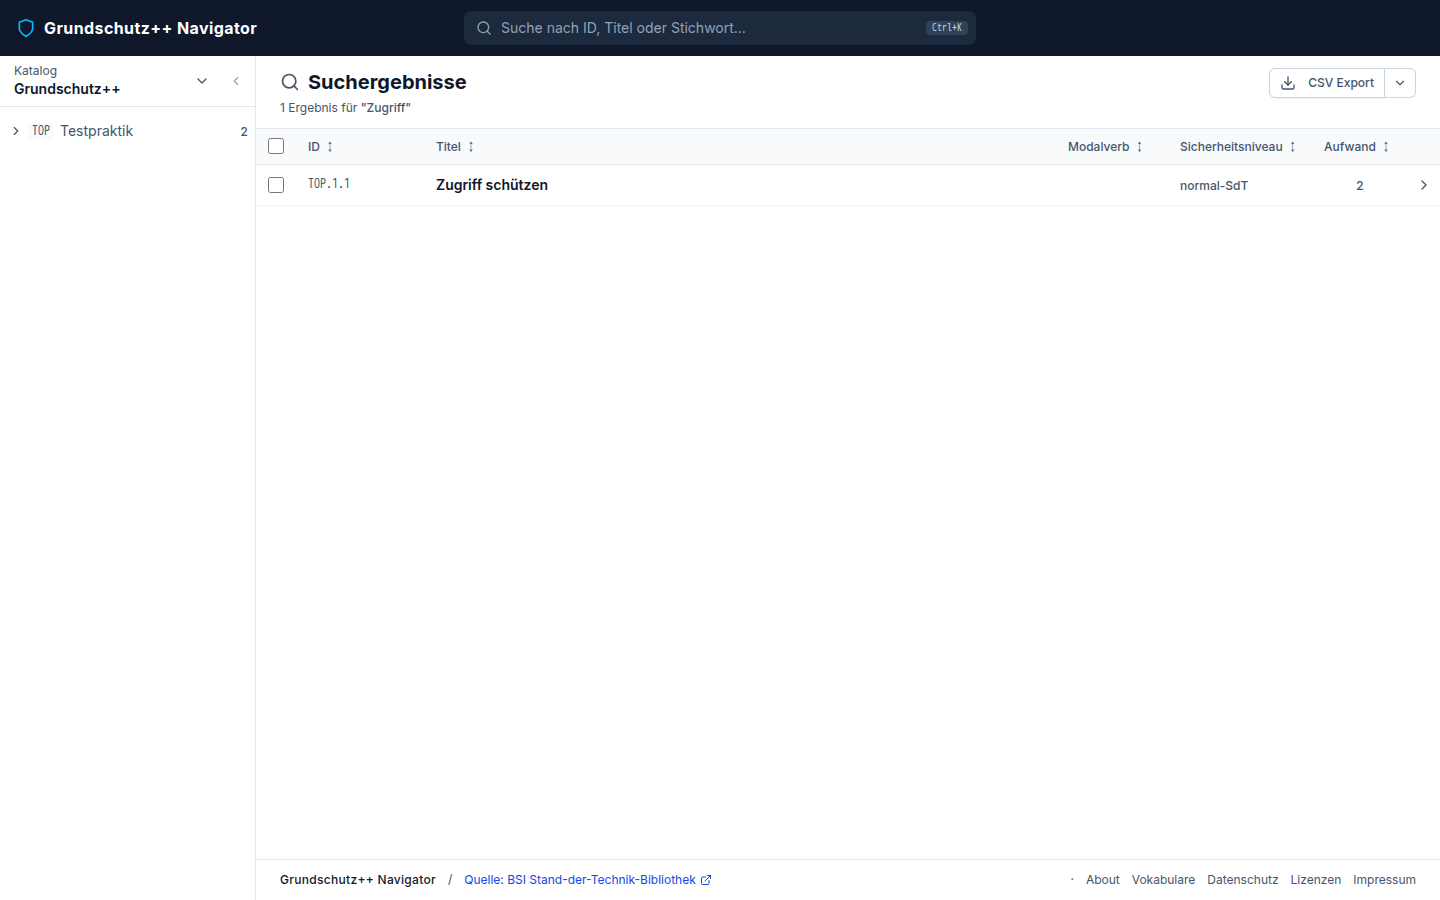 Grundschutz++ Navigator
Suche nach ID, Titel oder Stichwort...
Ctrl+K
Katalog
Grundschutz++
TOP Testpraktik 2
Suchergebnisse
1 Ergebnis für "Zugriff"
CSV Export
ID Titel Modalverb Sicherheitsniveau Aufwand
TOP.1.1 Zugriff schützen normal-SdT 2
Grundschutz++ Navigator / Quelle: BSI Stand-der-Technik-Bibliothek
· About Vokabulare Datenschutz Lizenzen Impressum